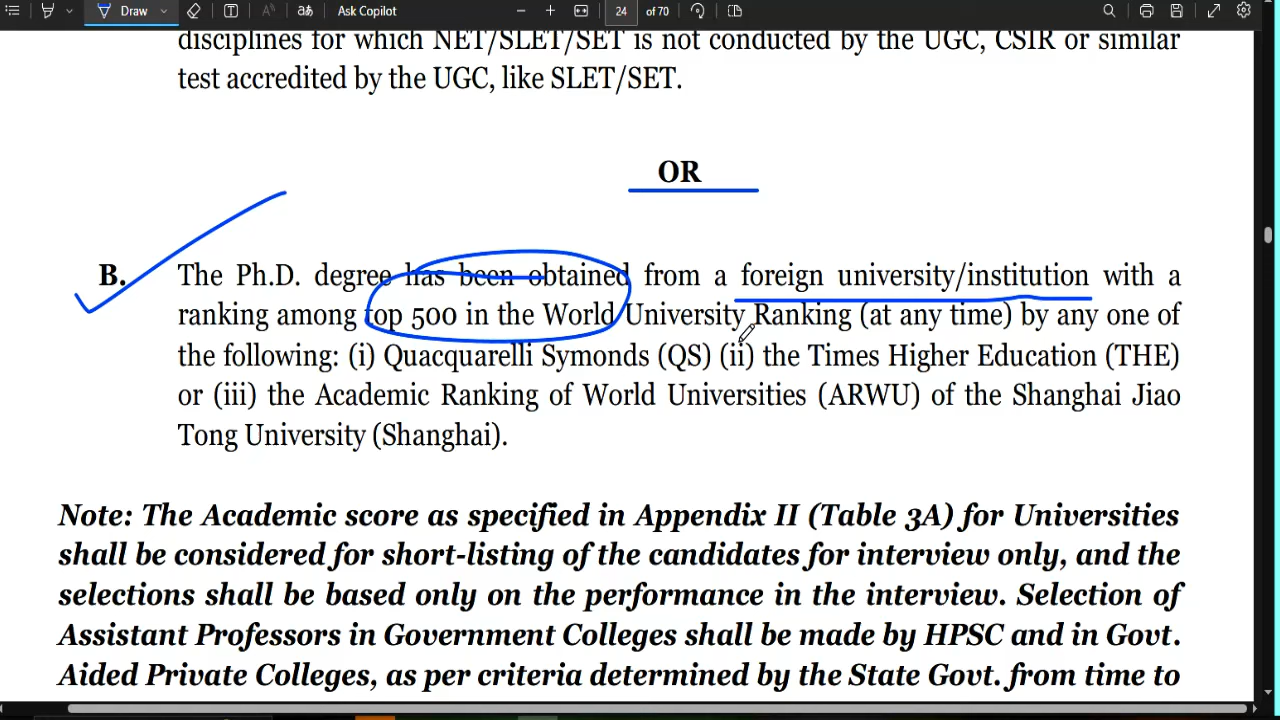 Draw
Ask Copilot
24 of 70
disciplines for which NET/SLET/SET is not conducted by the UGC, CSIR or similar
test accredited by the UGC, like SLET/SET.
OR
B. The Ph.D. degree has been obtained from a foreign university/institution with a
ranking among top 500 in the World University Ranking (at any time) by any one of
the following: (i) Quacquarelli Symonds (QS) (ii) the Times Higher Education (THE)
or (iii) the Academic Ranking of World Universities (ARWU) of the Shanghai Jiao
Tong University (Shanghai).
Note: The Academic score as specified in Appendix II (Table 3A) for Universities
shall be considered for short-listing of the candidates for interview only, and the
selections shall be based only on the performance in the interview. Selection of
Assistant Professors in Government Colleges shall be made by HPSC and in Govt.
Aided Private Colleges, as per criteria determined by the State Govt. from time to